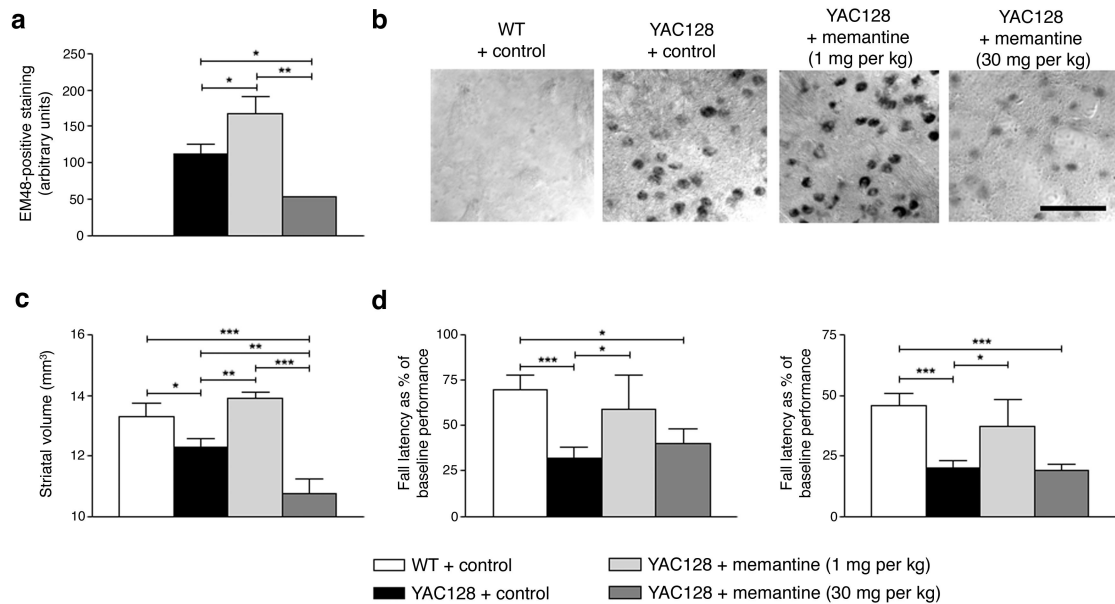 a
EM48-positive staining
(arbitrary units)
250
200
150
100
50
0
*
*
**
b
WT
+ control
YAC128
+ control
YAC128
+ memantine
(1 mg per kg)
YAC128
+ memantine
(30 mg per kg)
c
Striatal volume (mm³)
16
14
12
10
***
**
***
**
*
d
Fall latency as % of
baseline performance
100
75
50
25
0
*
*
***
Fall latency as % of
baseline performance
75
50
25
0
***
*
***
WT + control
YAC128 + control
YAC128 + memantine (1 mg per kg)
YAC128 + memantine (30 mg per kg)